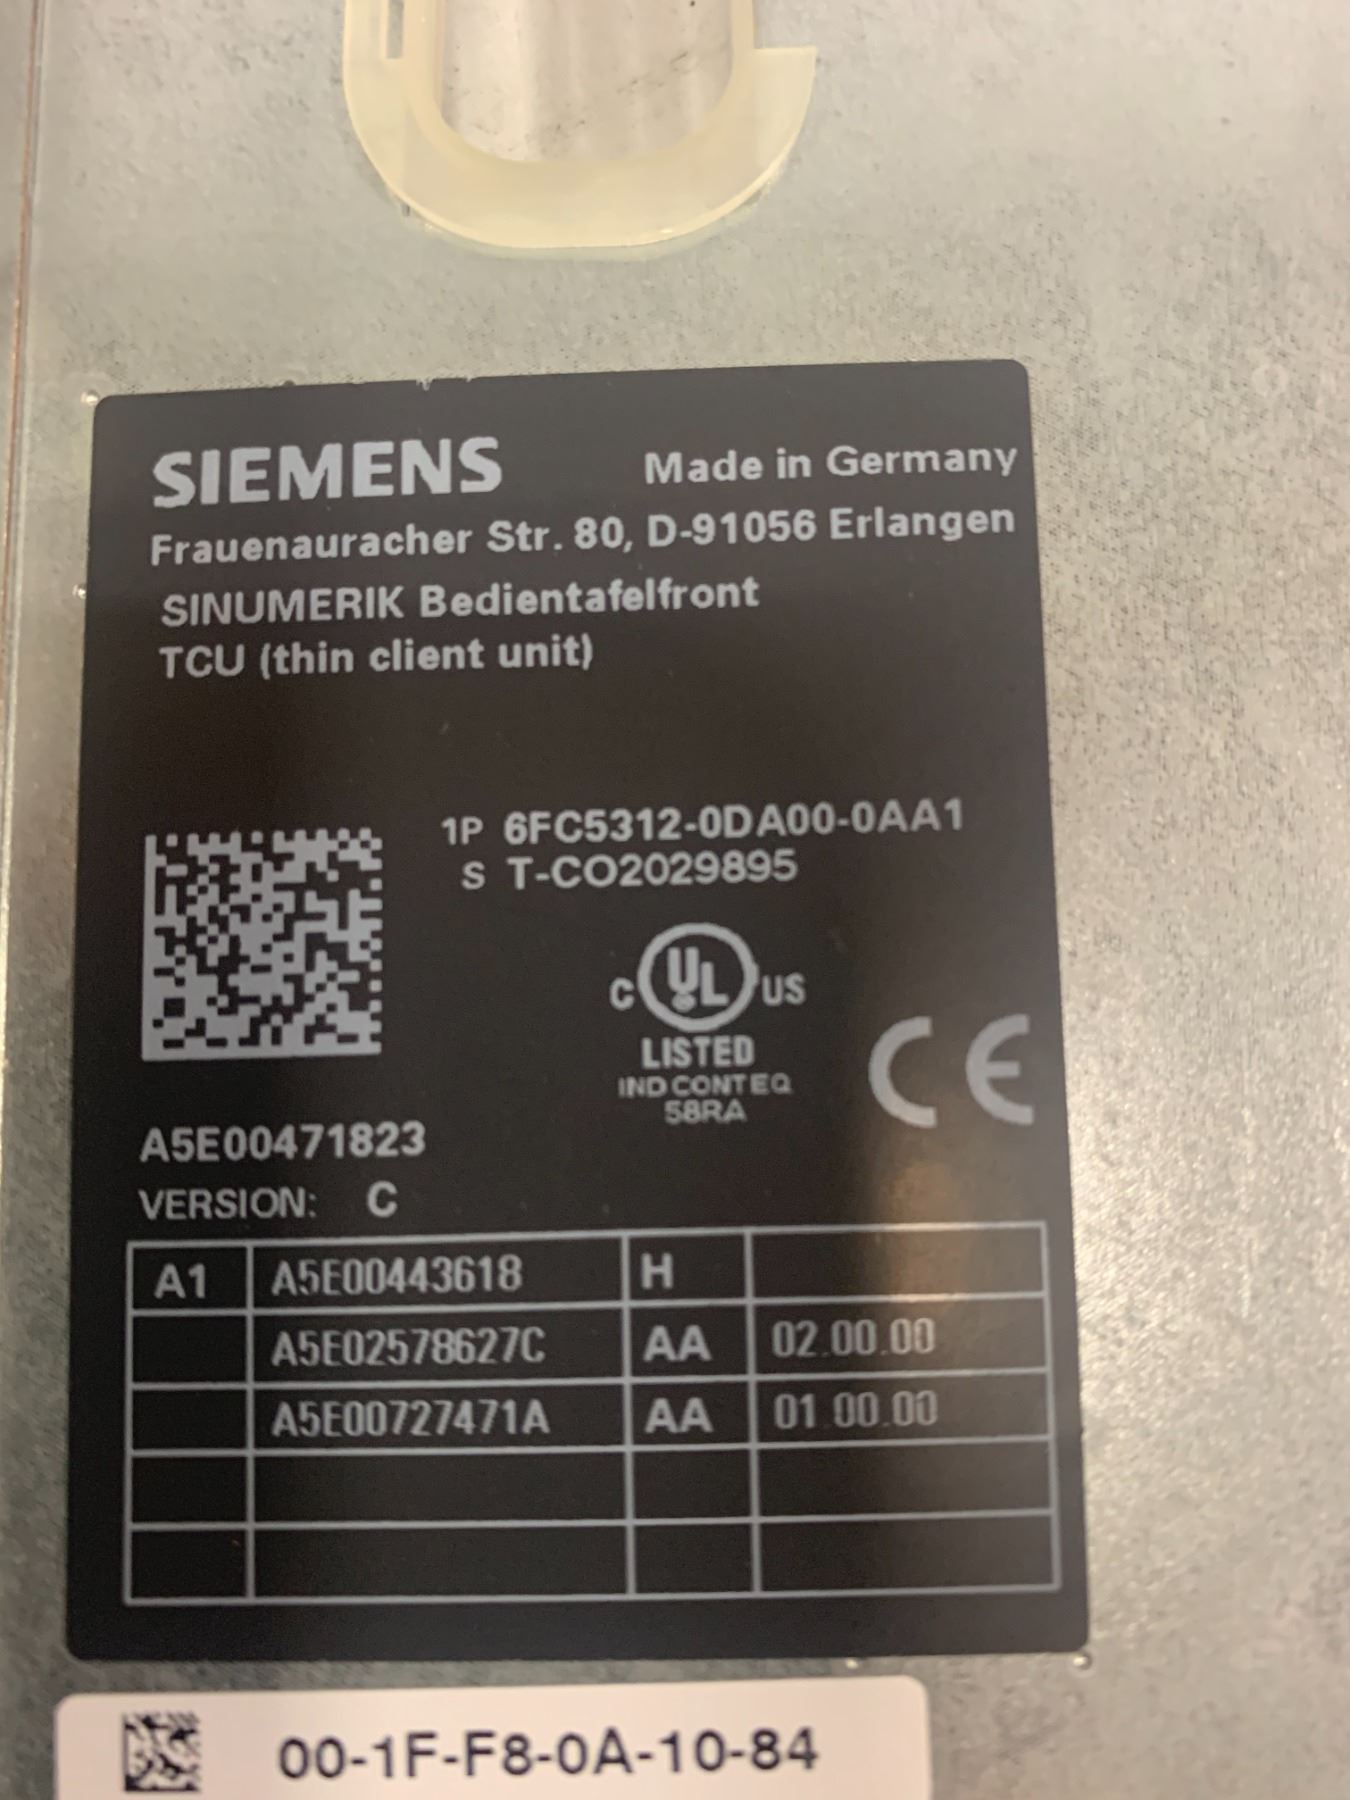 SIEMENS Made in Germany
Frauenauracher Str. 80, D-91056 Erlangen
SINUMERIK Bedientafelfront
TCU (thin client unit)
1P 6FC5312-0DA00-0AA1
S T-CO2029895
C UL US
LISTED
IND CONT EQ
58RA
CE
A5E00471823
VERSION: C
A1 A5E00443618 H
A5E02578627C AA 02.00.00
A5E00727471A AA 01.00.00
00-1F-F8-0A-10-84